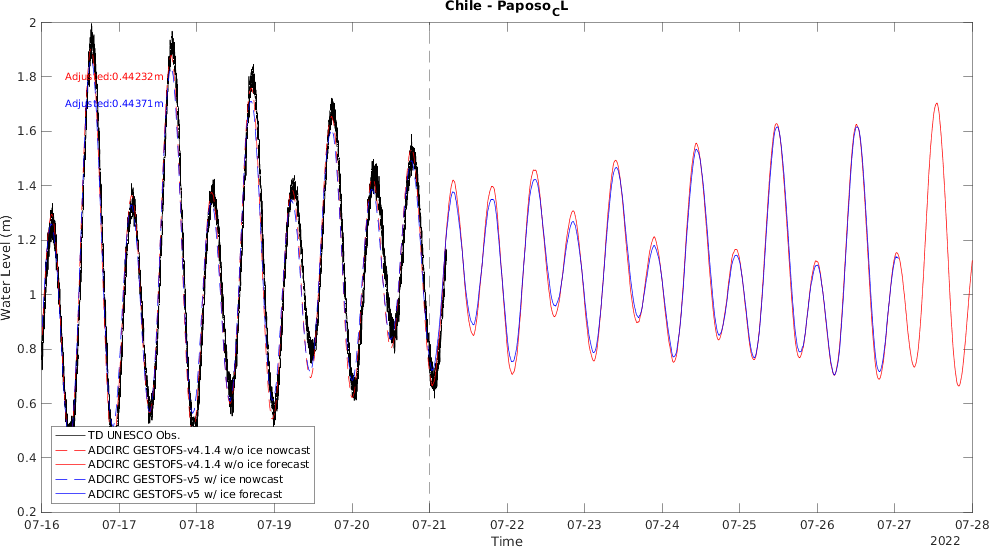 Chile - Paposo_CL
Adjusted:0.44232m
Adjusted:0.44371m
Water Level (m)
2
1.8
1.6
1.4
1.2
1
0.8
0.6
0.4
0.2
TD UNESCO Obs.
ADCIRC GESTOFS-v4.1.4 w/o ice nowcast
ADCIRC GESTOFS-v4.1.4 w/o ice forecast
ADCIRC GESTOFS-v5 w/ ice nowcast
ADCIRC GESTOFS-v5 w/ ice forecast
07-16 07-17 07-18 07-19 07-20 07-21 07-22 07-23 07-24 07-25 07-26 07-27 07-28
Time
2022